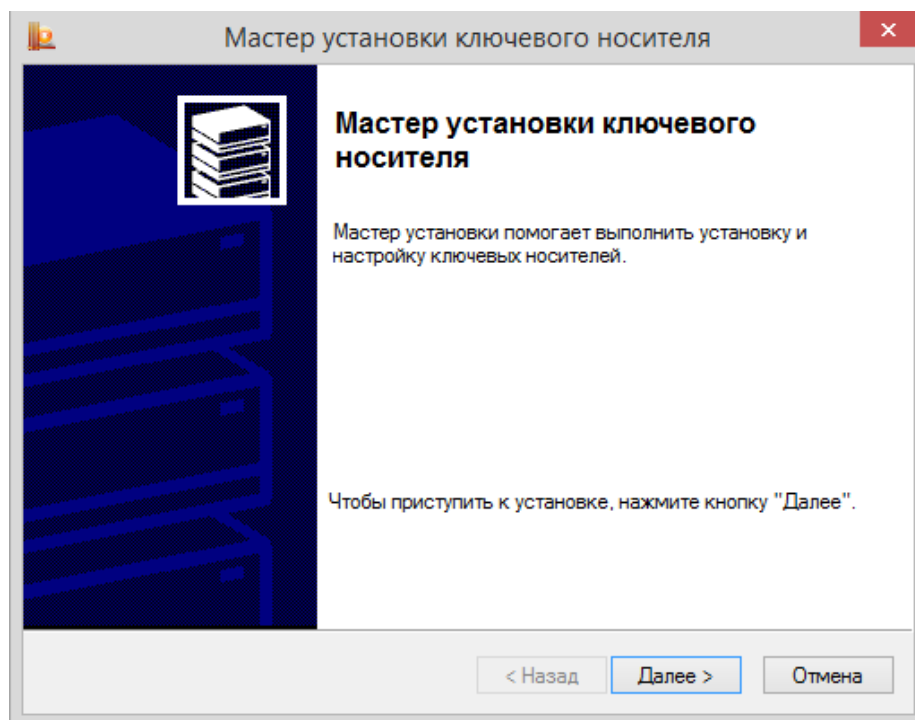 Мастер установки ключевого носителя
Мастер установки ключевого
носителя
Мастер установки помогает выполнить установку и
настройку ключевых носителей.
Чтобы приступить к установке, нажмите кнопку "Далее".
< Назад
Далее >
Отмена